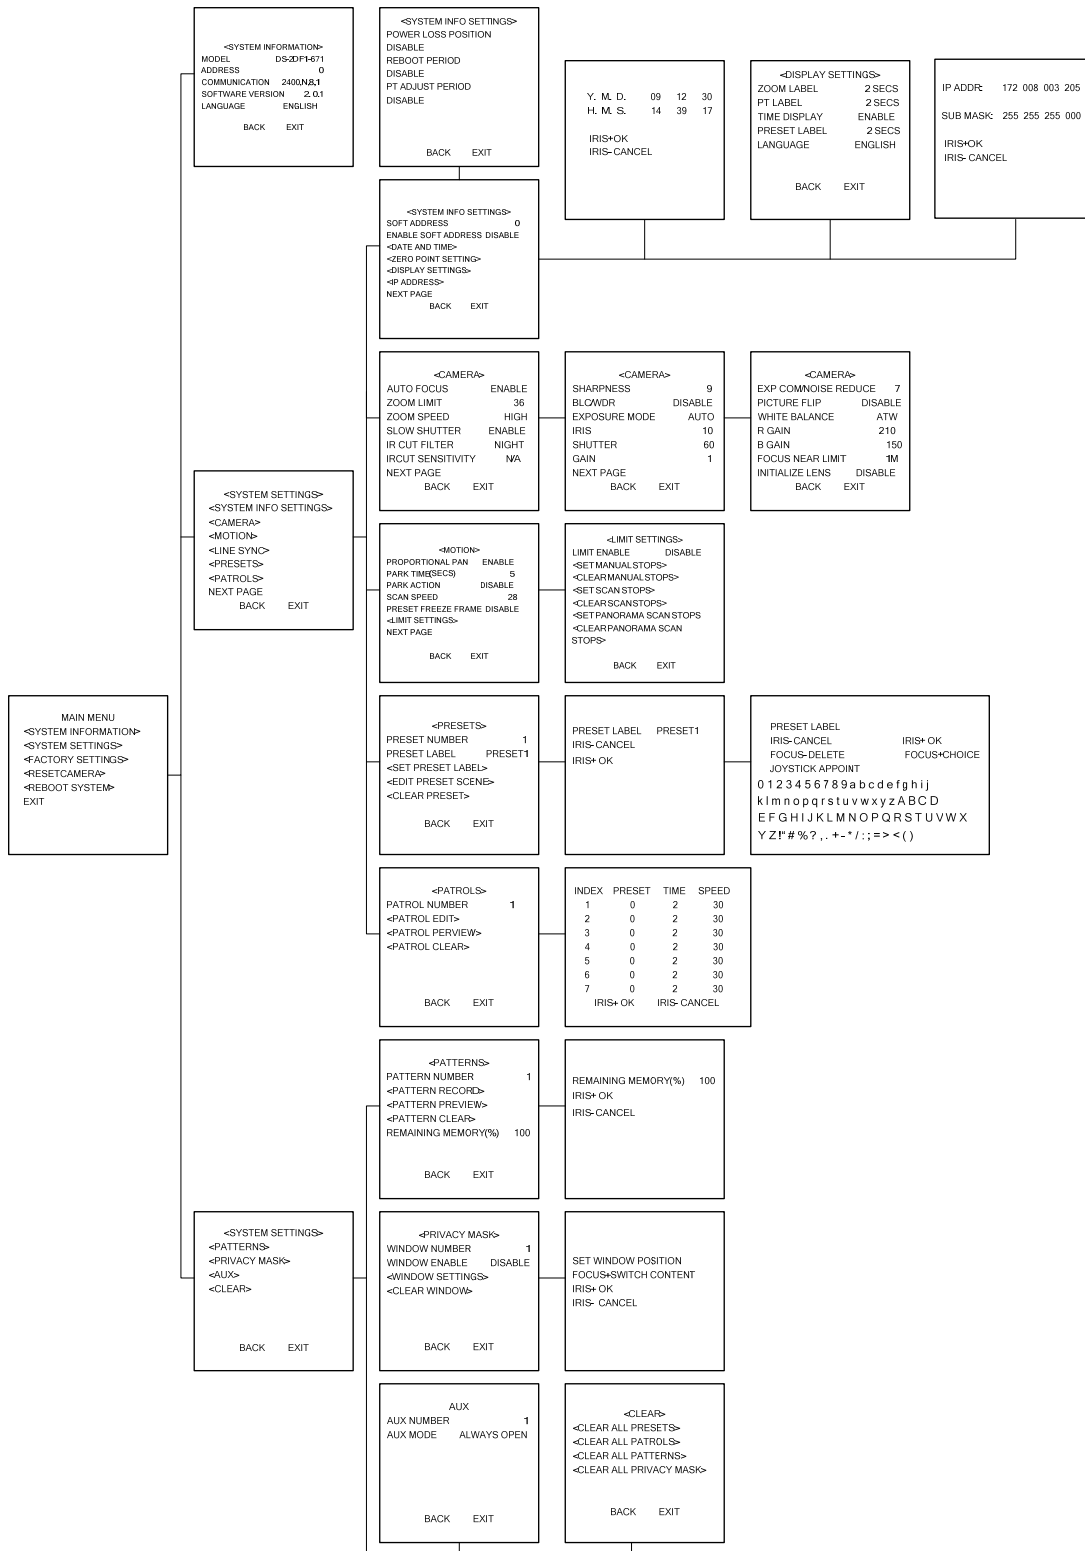 <SYSTEM INFORMATION>
MODEL DS-2DF1-671
ADDRESS 0
COMMUNICATION 2400,N,8,1
SOFTWARE VERSION 2.0.1
LANGUAGE ENGLISH
BACK EXIT
<SYSTEM INFO SETTINGS>
POWER LOSS POSITION
DISABLE
REBOOT PERIOD
DISABLE
PT ADJUST PERIOD
DISABLE
BACK EXIT
Y. M. D. 09 12 30
H. M. S. 14 39 17
IRIS+OK
IRIS-CANCEL
<DISPLAY SETTINGS>
ZOOM LABEL 2 SECS
PT LABEL 2 SECS
TIME DISPLAY ENABLE
PRESET LABEL 2 SECS
LANGUAGE ENGLISH
BACK EXIT
IP ADDR: 172 008 003 205
SUB MASK: 255 255 255 000
IRIS+OK
IRIS- CANCEL
<SYSTEM INFO SETTINGS>
SOFT ADDRESS 0
ENABLE SOFT ADDRESS DISABLE
<DATE AND TIME>
<ZERO POINT SETTING>
<DISPLAY SETTINGS>
<IP ADDRESS>
NEXT PAGE
BACK EXIT
<CAMERA>
AUTO FOCUS ENABLE
ZOOM LIMIT 36
ZOOM SPEED HIGH
SLOW SHUTTER ENABLE
IR CUT FILTER NIGHT
IRCUT SENSITIVITY N/A
NEXT PAGE
BACK EXIT
<CAMERA>
SHARPNESS 9
BLC/WDR DISABLE
EXPOSURE MODE AUTO
IRIS 10
SHUTTER 60
GAIN 1
NEXT PAGE
BACK EXIT
<CAMERA>
EXP COM/NOISE REDUCE 7
PICTURE FLIP DISABLE
WHITE BALANCE ATW
R GAIN 210
B GAIN 150
FOCUS NEAR LIMIT 1M
INITIALIZE LENS DISABLE
BACK EXIT
<SYSTEM SETTINGS>
<SYSTEM INFO SETTINGS>
<CAMERA>
<MOTION>
<LINE SYNC>
<PRESETS>
<PATROLS>
NEXT PAGE
BACK EXIT
<MOTION>
PROPORTIONAL PAN ENABLE
PARK TIME(SECS) 5
PARK ACTION DISABLE
SCAN SPEED 28
PRESET FREEZE FRAME DISABLE
<LIMIT SETTINGS>
NEXT PAGE
BACK EXIT
<LIMIT SETTINGS>
LIMIT ENABLE DISABLE
<SET MANUAL STOPS>
<CLEAR MANUAL STOPS>
<SET SCAN STOPS>
<CLEAR SCAN STOPS>
<SET PANORAMA SCAN STOPS
<CLEAR PANORAMA SCAN
STOPS>
BACK EXIT
MAIN MENU
<SYSTEM INFORMATION>
<SYSTEM SETTINGS>
<FACTORY SETTINGS>
<RESET CAMERA>
<REBOOT SYSTEM>
EXIT
<PRESETS>
PRESET NUMBER 1
PRESET LABEL PRESET1
<SET PRESET LABEL>
<EDIT PRESET SCENE>
<CLEAR PRESET>
BACK EXIT
PRESET LABEL PRESET1
IRIS-CANCEL
IRIS+ OK
PRESET LABEL
IRIS-CANCEL IRIS+ OK
FOCUS-DELETE FOCUS+CHOICE
JOYSTICK APPOINT
0 1 2 3 4 5 6 7 8 9 a b c d e f g h i j
k l m n o p q r s t u v w x y z A B C D
E F G H I J K L M N O P Q R S T U V W X
Y Z ! " # % ? , . + - * / : ; = > < ( )
<PATROLS>
PATROL NUMBER 1
<PATROL EDIT>
<PATROL PERVIEW>
<PATROL CLEAR>
BACK EXIT
INDEX PRESET TIME SPEED
1 0 2 30
2 0 2 30
3 0 2 30
4 0 2 30
5 0 2 30
6 0 2 30
7 0 2 30
IRIS+ OK IRIS- CANCEL
<PATTERNS>
PATTERN NUMBER 1
<PATTERN RECORD>
<PATTERN PREVIEW>
<PATTERN CLEAR>
REMAINING MEMORY(%) 100
BACK EXIT
REMAINING MEMORY(%) 100
IRIS+ OK
IRIS-CANCEL
<SYSTEM SETTINGS>
<PATTERNS>
<PRIVACY MASK>
<AUX>
<CLEAR>
BACK EXIT
<PRIVACY MASK>
WINDOW NUMBER 1
WINDOW ENABLE DISABLE
<WINDOW SETTINGS>
<CLEAR WINDOW>
BACK EXIT
SET WINDOW POSITION
FOCUS+SWITCH CONTENT
IRIS+ OK
IRIS- CANCEL
AUX
AUX NUMBER 1
AUX MODE ALWAYS OPEN
BACK EXIT
<CLEAR>
<CLEAR ALL PRESETS>
<CLEAR ALL PATROLS>
<CLEAR ALL PATTERNS>
<CLEAR ALL PRIVACY MASK>
BACK EXIT